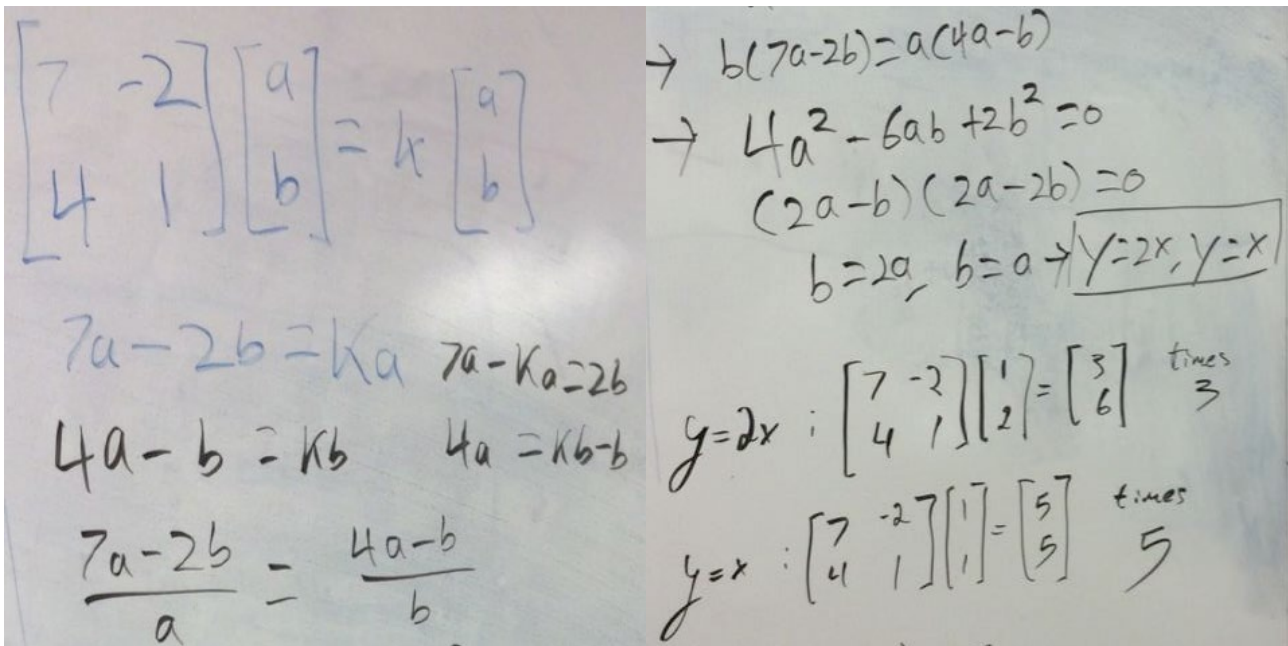 [7 -2; 4 1] [a; b] = k [a; b]
7a - 2b = Ka 7a - Ka = 2b
4a - b = Kb 4a = Kb - b
(7a - 2b)/a = (4a - b)/b
→ b(7a - 2b) = a(4a - b)
→ 4a² - 6ab + 2b² = 0
(2a - b)(2a - 2b) = 0
b = 2a, b = a → y = 2x, y = x
y = 2x : [7 -2; 4 1] [1; 2] = [3; 6] times 3
y = x : [7 -2; 4 1] [1; 1] = [5; 5] times 5